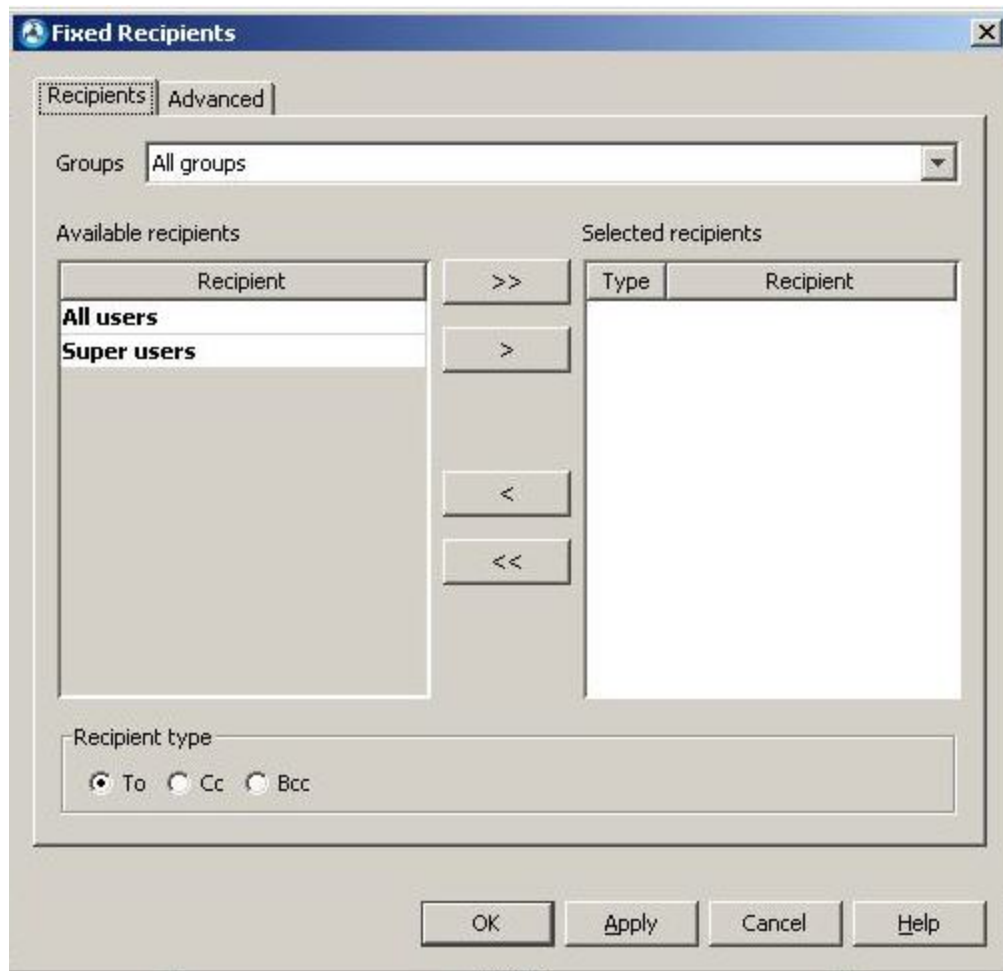 Fixed Recipients
Recipients Advanced
Groups All groups
Available recipients Selected recipients
Recipient >> Type Recipient
All users
Super users >
<
<<
Recipient type
To Cc Bcc
OK Apply Cancel Help